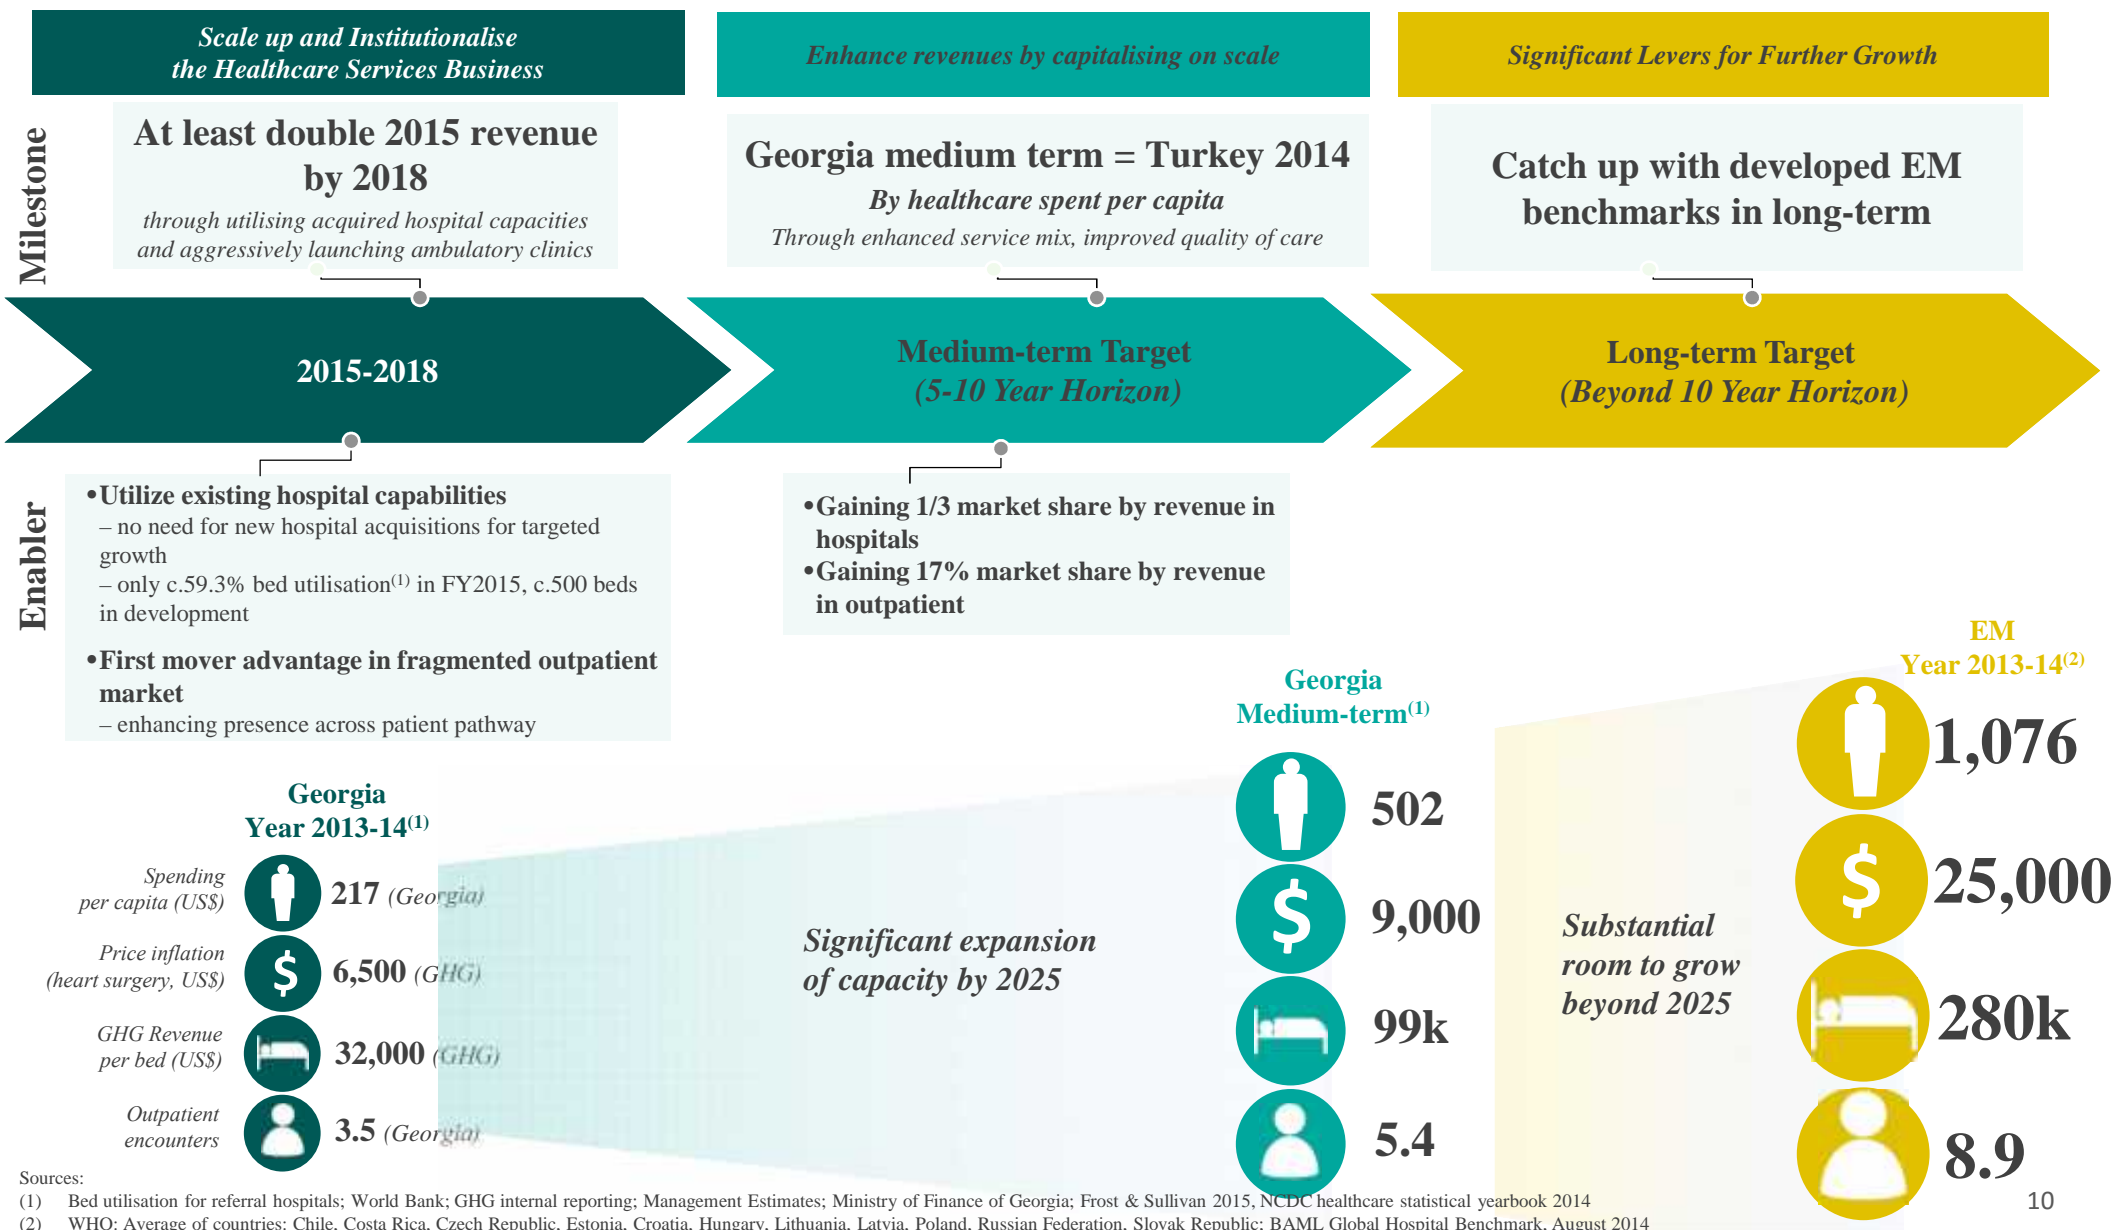 Scale up and Institutionalise
the Healthcare Services Business
Enhance revenues by capitalising on scale
Significant Levers for Further Growth
Milestone
At least double 2015 revenue
by 2018
through utilising acquired hospital capacities
and aggressively launching ambulatory clinics
Georgia medium term = Turkey 2014
By healthcare spent per capita
Through enhanced service mix, improved quality of care
Catch up with developed EM
benchmarks in long-term
2015-2018
Medium-term Target
(5-10 Year Horizon)
Long-term Target
(Beyond 10 Year Horizon)
Enabler
•Utilize existing hospital capabilities
– no need for new hospital acquisitions for targeted
growth
– only c.59.3% bed utilisation(1) in FY2015, c.500 beds
in development
•First mover advantage in fragmented outpatient
market
– enhancing presence across patient pathway
•Gaining 1/3 market share by revenue in
hospitals
•Gaining 17% market share by revenue
in outpatient
Georgia
Year 2013-14(1)
Spending
per capita (US$)
217 (Georgia)
Price inflation
(heart surgery, US$)
$
6,500 (GHG)
GHG Revenue
per bed (US$)
32,000 (GHG)
Outpatient
encounters
3.5 (Georgia)
Significant expansion
of capacity by 2025
Georgia
Medium-term(1)
502
$
9,000
99k
5.4
Substantial
room to grow
beyond 2025
EM
Year 2013-14(2)
1,076
$
25,000
280k
8.9
Sources:
(1) Bed utilisation for referral hospitals; World Bank; GHG internal reporting; Management Estimates; Ministry of Finance of Georgia; Frost & Sullivan 2015, NCDC healthcare statistical yearbook 2014
(2) WHO: Average of countries: Chile, Costa Rica, Czech Republic, Estonia, Croatia, Hungary, Lithuania, Latvia, Poland, Russian Federation, Slovak Republic; BAML Global Hospital Benchmark, August 2014
10